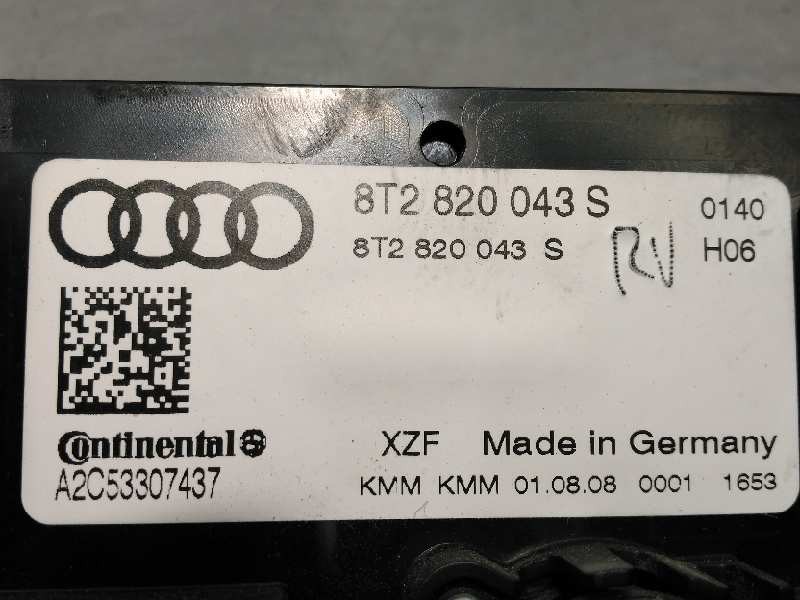 8T2 820 043 S 0140
8T2 820 043 S RV H06
Continental XZF Made in Germany
A2C53307437 KMM KMM 01.08.08 0001 1653